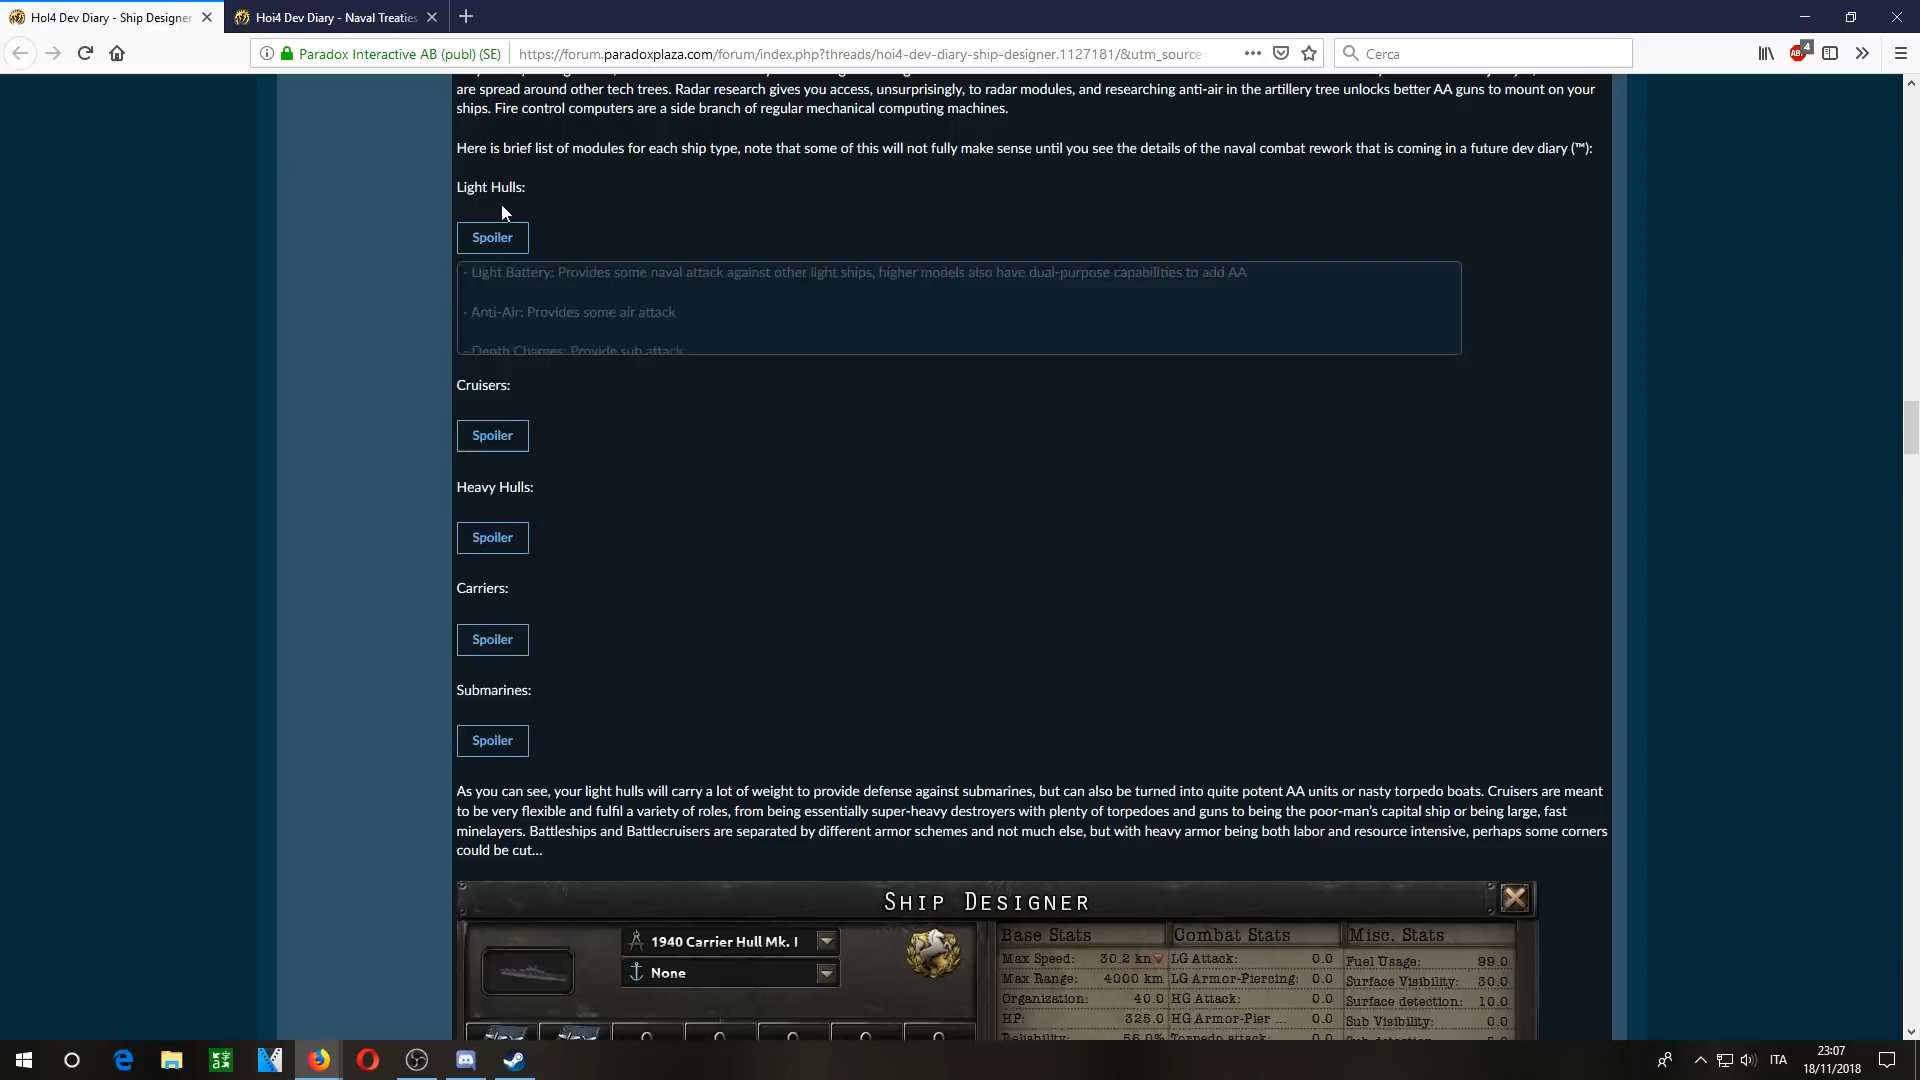 Hoi4 Dev Diary - Ship Designer
Hoi4 Dev Diary - Naval Treaties
Paradox Interactive AB (publ) (SE)
https://forum.paradoxplaza.com/forum/index.php?threads/hoi4-dev-diary-ship-designer.1127181/&utm_source=
Cerca
4
are spread around other tech trees. Radar research gives you access, unsurprisingly, to radar modules, and researching anti-air in the artillery tree unlocks better AA guns to mount on your
ships. Fire control computers are a side branch of regular mechanical computing machines.
Here is brief list of modules for each ship type, note that some of this will not fully make sense until you see the details of the naval combat rework that is coming in a future dev diary (™):
Light Hulls:
Spoiler
- Light Battery: Provides some naval attack against other light ships, higher models also have dual-purpose capabilities to add AA
- Anti-Air: Provides some air attack
- Depth Charges: Provide sub attack
Cruisers:
Spoiler
Heavy Hulls:
Spoiler
Carriers:
Spoiler
Submarines:
Spoiler
As you can see, your light hulls will carry a lot of weight to provide defense against submarines, but can also be turned into quite potent AA units or nasty torpedo boats. Cruisers are meant
to be very flexible and fulfil a variety of roles, from being essentially super-heavy destroyers with plenty of torpedoes and guns to being the poor-man's capital ship or being large, fast
minelayers. Battleships and Battlecruisers are separated by different armor schemes and not much else, but with heavy armor being both labor and resource intensive, perhaps some corners
could be cut...
Ship Designer
1940 Carrier Hull Mk. I
None
Base Stats
Max Speed: 30.2 kn
Max Range: 4000 km
Organization: 40.0
HP: 325.0
Combat Stats
LG Attack: 0.0
LG Armor-Piercing: 0.0
HG Attack: 0.0
HG Armor-Pier ... 0.0
Misc. Stats
Fuel Usage: 99.0
Surface Visibility: 30.0
Surface detection: 10.0
Sub Visibility: 0.0
ITA
23:07
18/11/2018